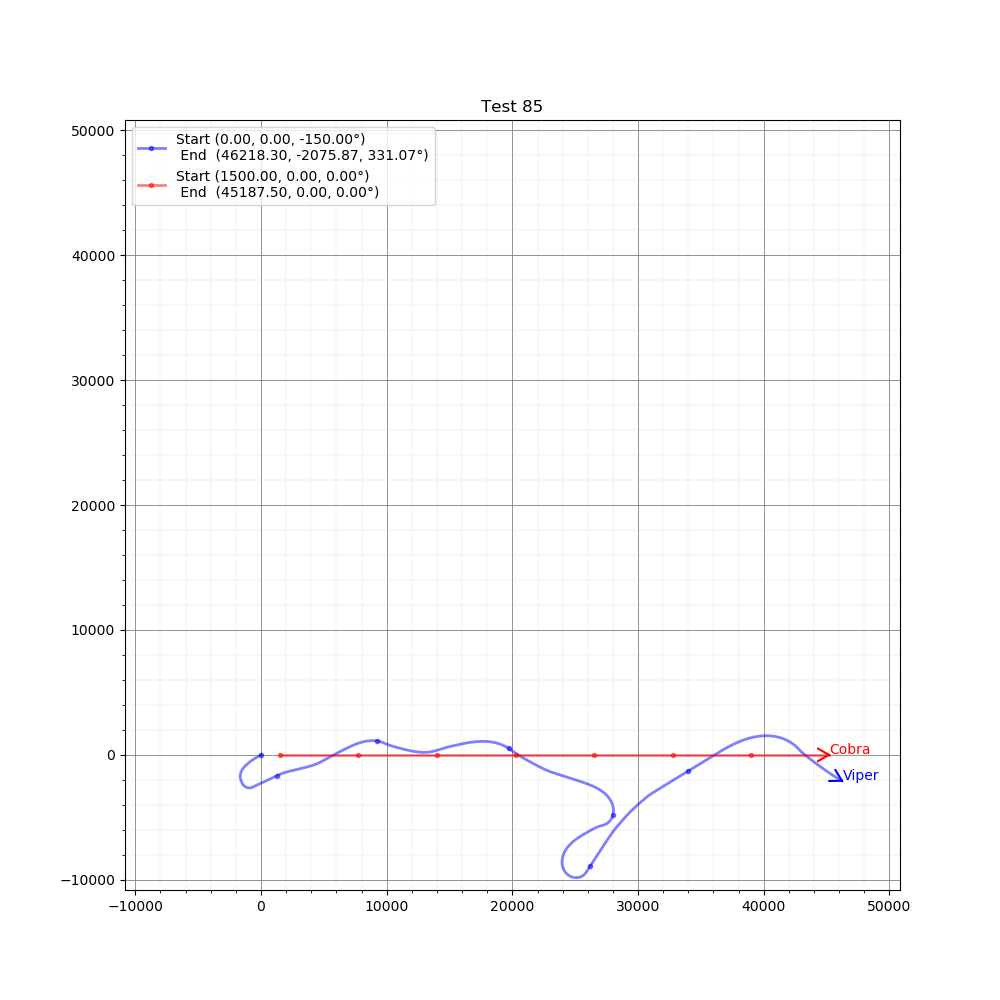 Test 85
50000
40000
30000
20000
10000
0
−10000
Start (0.00, 0.00, -150.00°)
End (46218.30, -2075.87, 331.07°)
Start (1500.00, 0.00, 0.00°)
End (45187.50, 0.00, 0.00°)
Cobra
Viper
−10000 0 10000 20000 30000 40000 50000